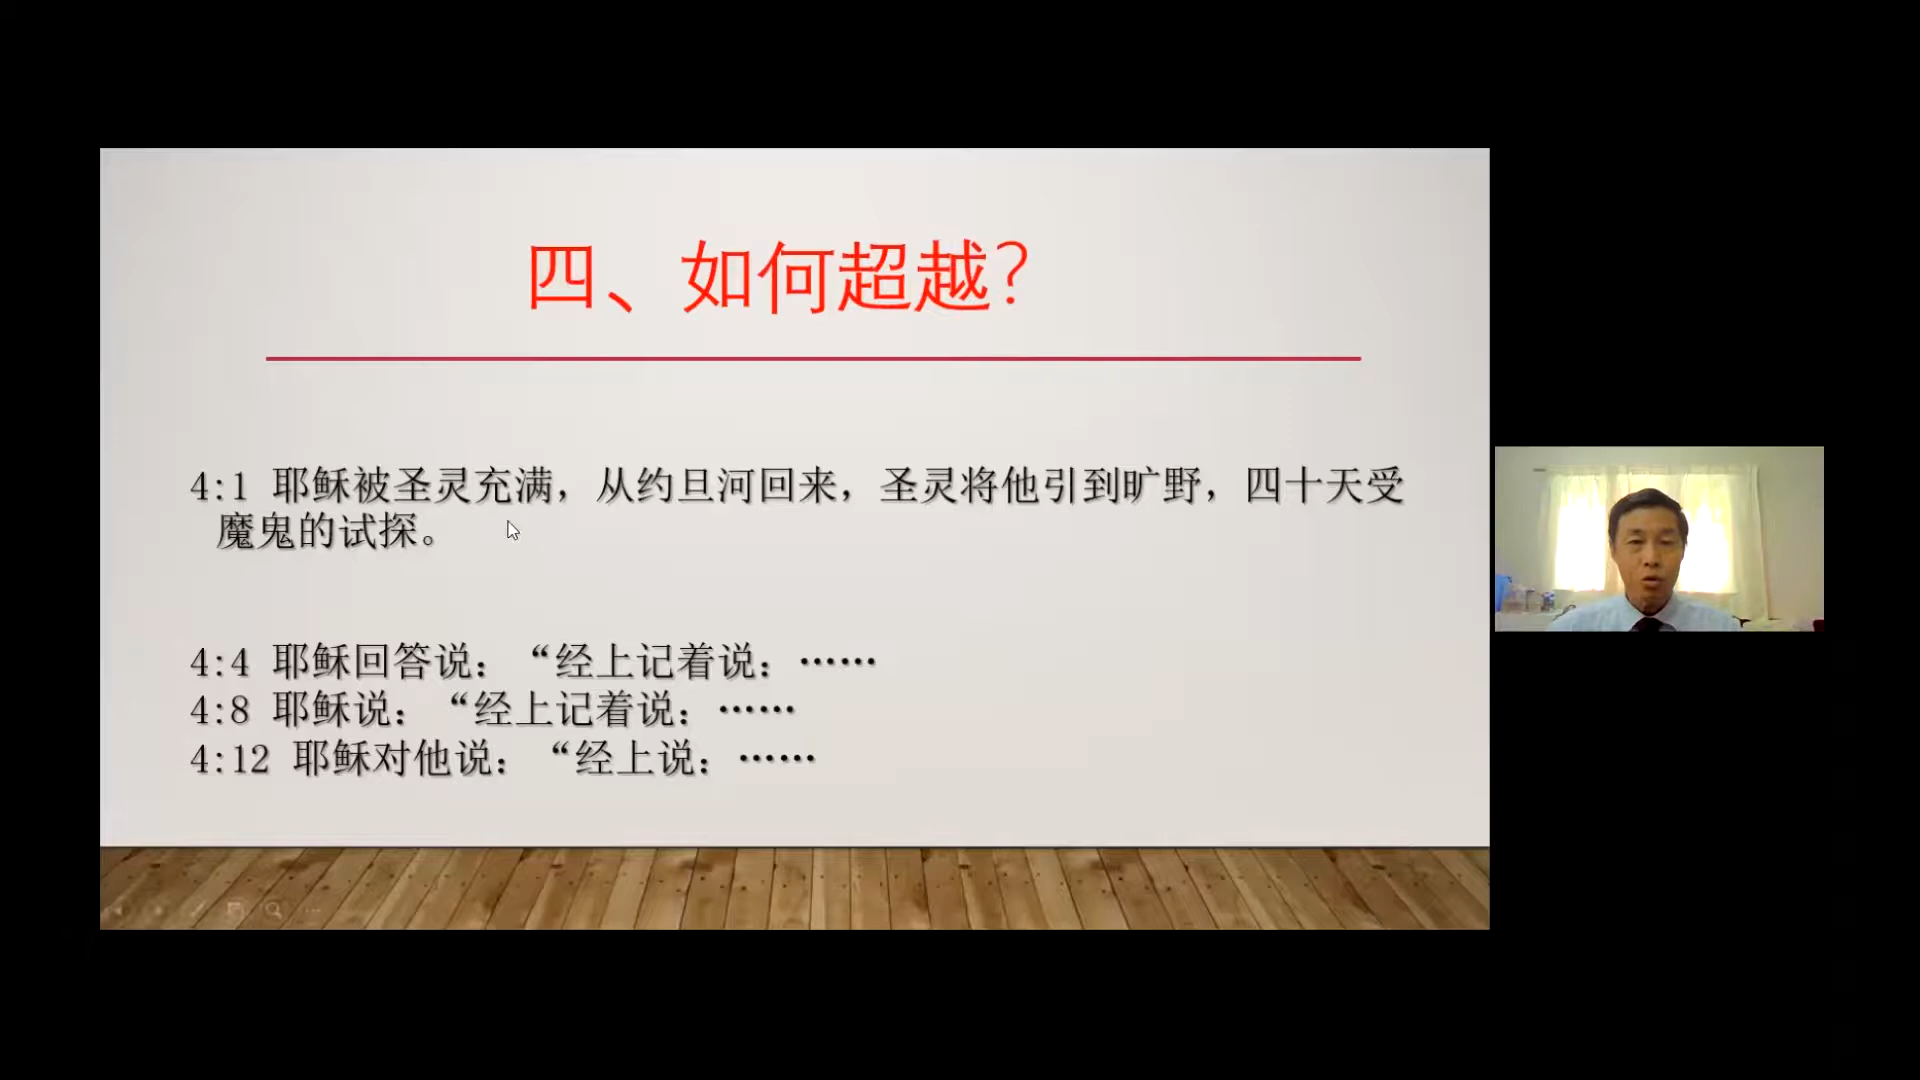 四、如何超越？
4:1 耶稣被圣灵充满，从约旦河回来，圣灵将他引到旷野，四十天受
魔鬼的试探。
4:4 耶稣回答说：“经上记着说：……
4:8 耶稣说：“经上记着说：……
4:12 耶稣对他说：“经上说：……